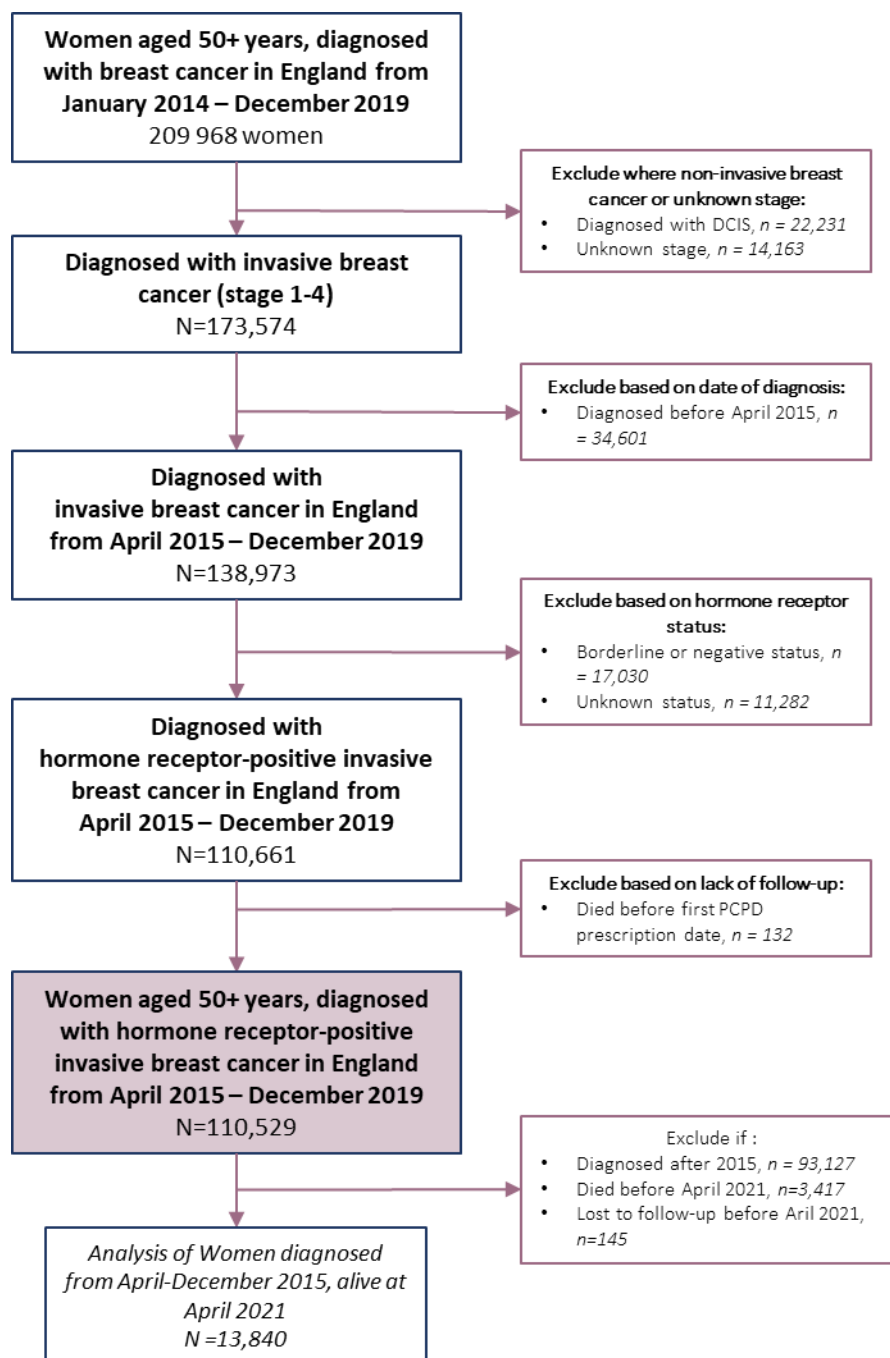 Women aged 50+ years, diagnosed
with breast cancer in England from
January 2014 – December 2019
209 968 women
Exclude where non-invasive breast
cancer or unknown stage:
• Diagnosed with DCIS, n = 22,231
• Unknown stage, n = 14,163
Diagnosed with invasive breast
cancer (stage 1-4)
N=173,574
Exclude based on date of diagnosis:
• Diagnosed before April 2015, n
= 34,601
Diagnosed with
invasive breast cancer in England
from April 2015 – December 2019
N=138,973
Exclude based on hormone receptor
status:
• Borderline or negative status, n
= 17,030
• Unknown status, n = 11,282
Diagnosed with
hormone receptor-positive invasive
breast cancer in England from
April 2015 – December 2019
N=110,661
Exclude based on lack of follow-up:
• Died before first PCPD
prescription date, n = 132
Women aged 50+ years, diagnosed
with hormone receptor-positive
invasive breast cancer in England
from April 2015 – December 2019
N=110,529
Exclude if :
• Diagnosed after 2015, n = 93,127
• Died before April 2021, n=3,417
• Lost to follow-up before Aril 2021,
n=145
Analysis of Women diagnosed
from April-December 2015, alive at
April 2021
N =13,840